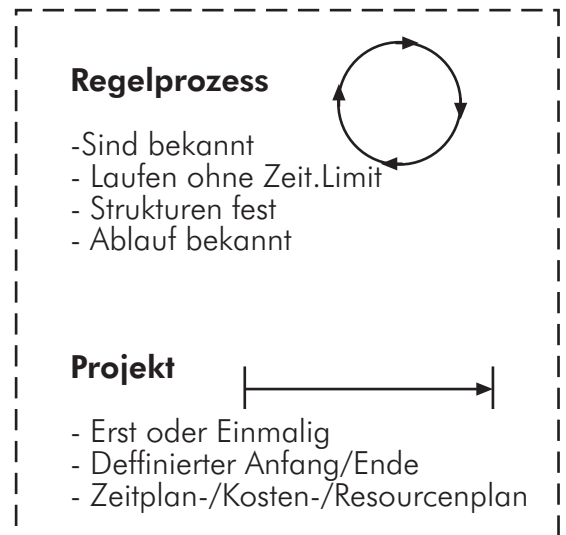 Regelprozess
-Sind bekannt
- Laufen ohne Zeit.Limit
- Strukturen fest
- Ablauf bekannt
Projekt
- Erst oder Einmalig
- Deffinierter Anfang/Ende
- Zeitplan-/Kosten-/Resourcenplan